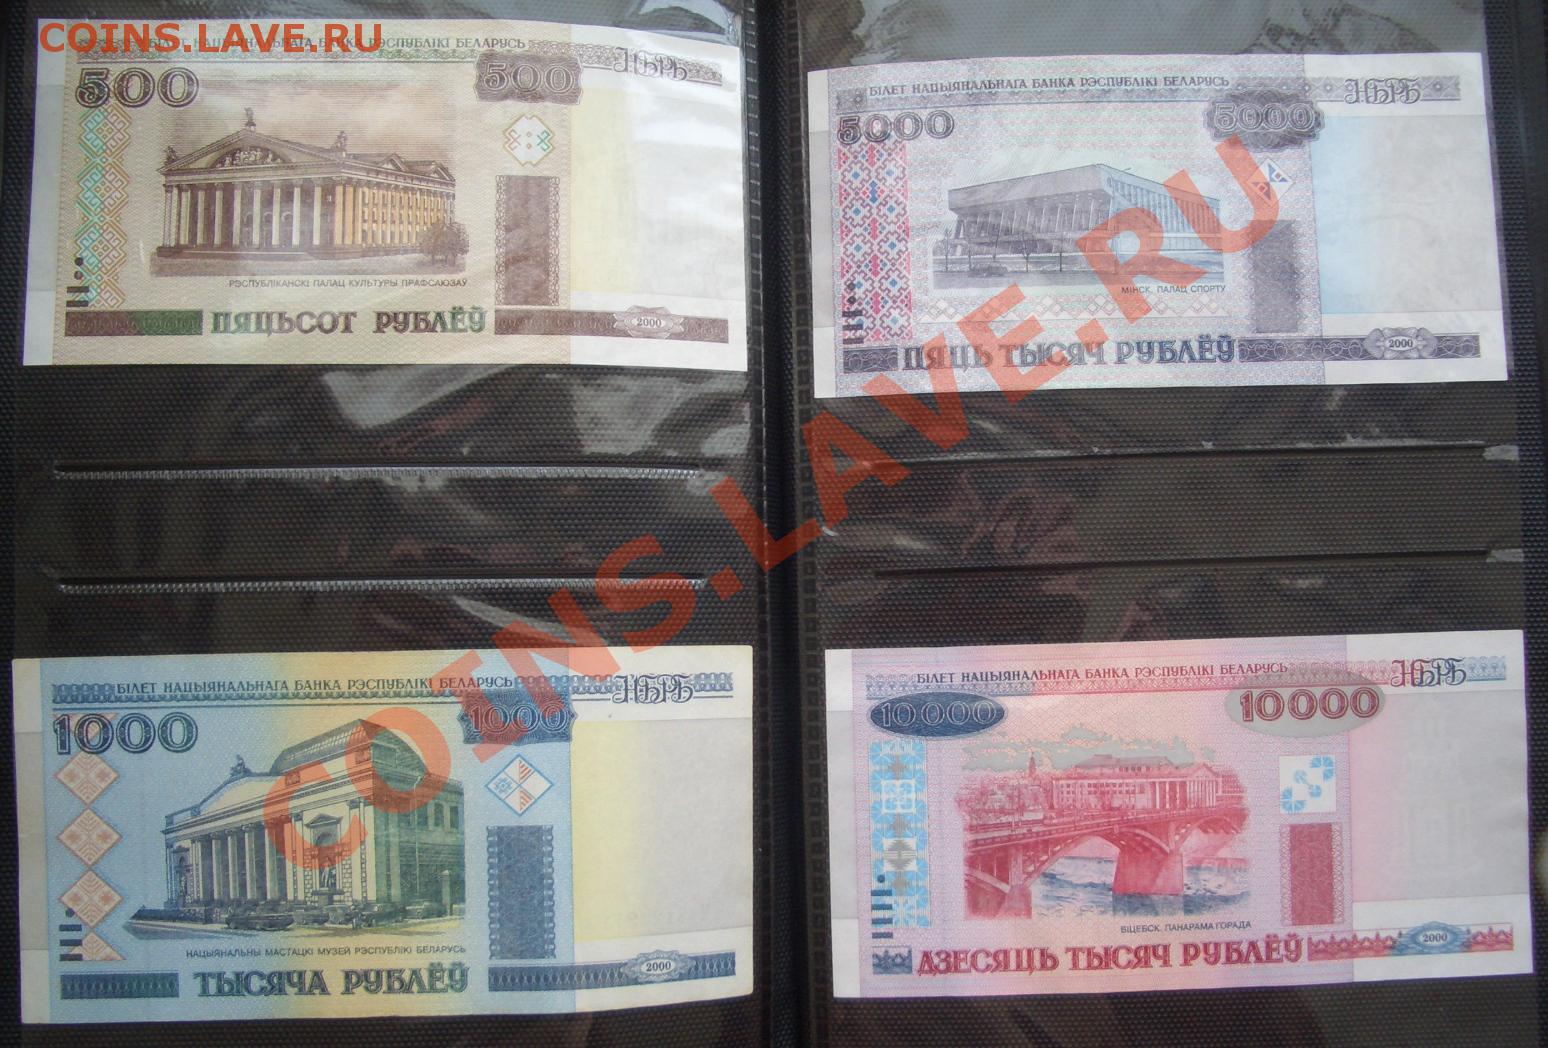 COINS.LAVE.RU
БІЛЕТ НАЦЫЯНАЛЬНАГА БАНКА РЭСПУБЛІКІ БЕЛАРУСЬ
НБРБ
500
500
РЭСПУБЛІКАНСКІ ПАЛАЦ КУЛЬТУРЫ ПРАФСАЮЗАЎ
ПЯЦЬСОТ РУБЛЁЎ
2000
БІЛЕТ НАЦЫЯНАЛЬНАГА БАНКА РЭСПУБЛІКІ БЕЛАРУСЬ
НБРБ
5000
5000
МІНСК. ПАЛАЦ СПОРТУ
ПЯЦЬ ТЫСЯЧ РУБЛЁЎ
2000
COINS.LAVE.RU
БІЛЕТ НАЦЫЯНАЛЬНАГА БАНКА РЭСПУБЛІКІ БЕЛАРУСЬ
НБРБ
1000
1000
НАЦЫЯНАЛЬНЫ МАСТАЦКІ МУЗЕЙ РЭСПУБЛІКІ БЕЛАРУСЬ
ТЫСЯЧА РУБЛЁЎ
2000
БІЛЕТ НАЦЫЯНАЛЬНАГА БАНКА РЭСПУБЛІКІ БЕЛАРУСЬ
НБРБ
10000
10000
ВІЦЕБСК. ПАНАРАМА ГОРАДА
ДЗЕСЯЦЬ ТЫСЯЧ РУБЛЁЎ
2000